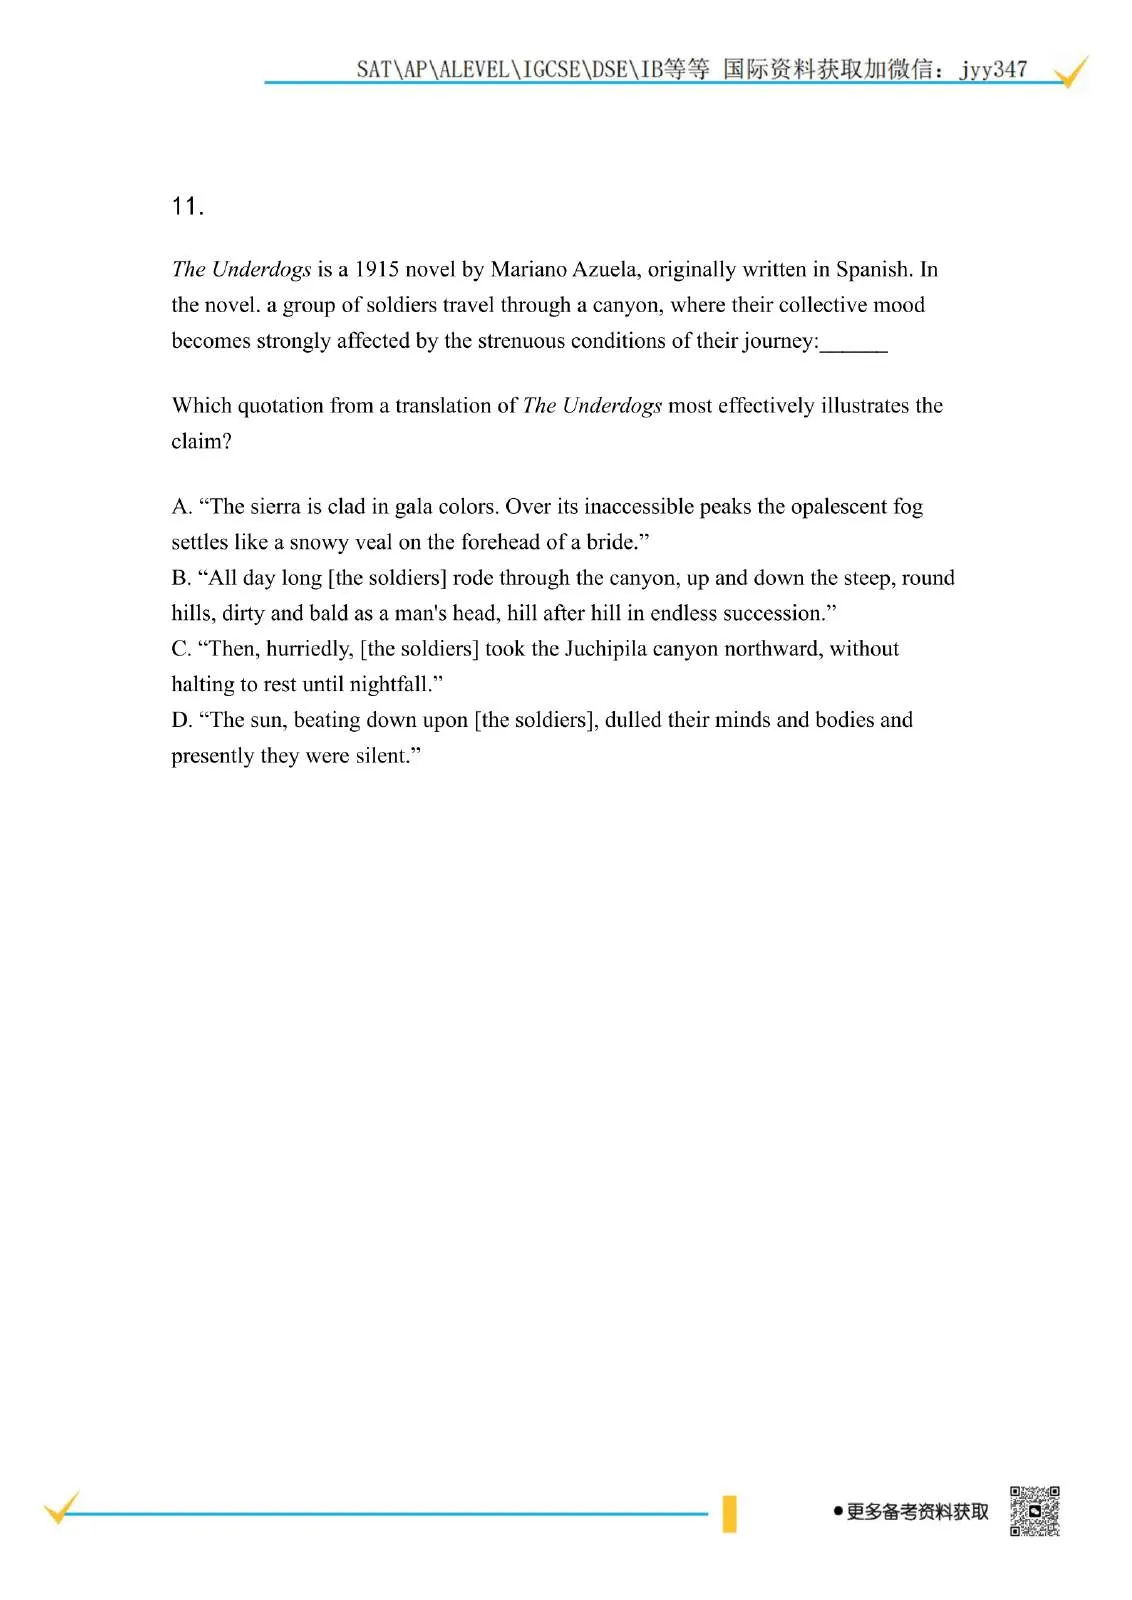 SAT\AP\ALEVEL\IGCSE\DSE\IB等等 国际资料获取加微信：jyy347
11.
The Underdogs is a 1915 novel by Mariano Azuela, originally written in Spanish. In
the novel. a group of soldiers travel through a canyon, where their collective mood
becomes strongly affected by the strenuous conditions of their journey:______
Which quotation from a translation of The Underdogs most effectively illustrates the
claim?
A. “The sierra is clad in gala colors. Over its inaccessible peaks the opalescent fog
settles like a snowy veal on the forehead of a bride.”
B. “All day long [the soldiers] rode through the canyon, up and down the steep, round
hills, dirty and bald as a man's head, hill after hill in endless succession.”
C. “Then, hurriedly, [the soldiers] took the Juchipila canyon northward, without
halting to rest until nightfall.”
D. “The sun, beating down upon [the soldiers], dulled their minds and bodies and
presently they were silent.”
●更多备考资料获取